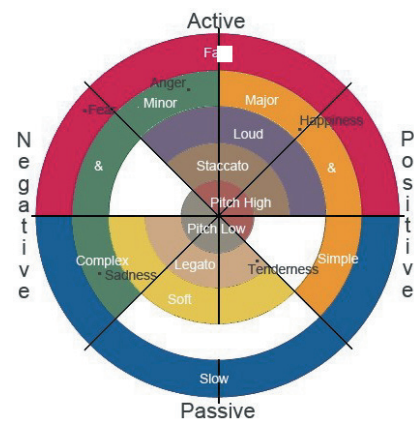 Active
Anger
Minor
Major
Fear
Happiness
Loud
Negative
Positive
Staccato
&
&
Pitch High
Pitch Low
Complex
Legato
Simple
Sadness
Tenderness
Soft
Slow
Passive